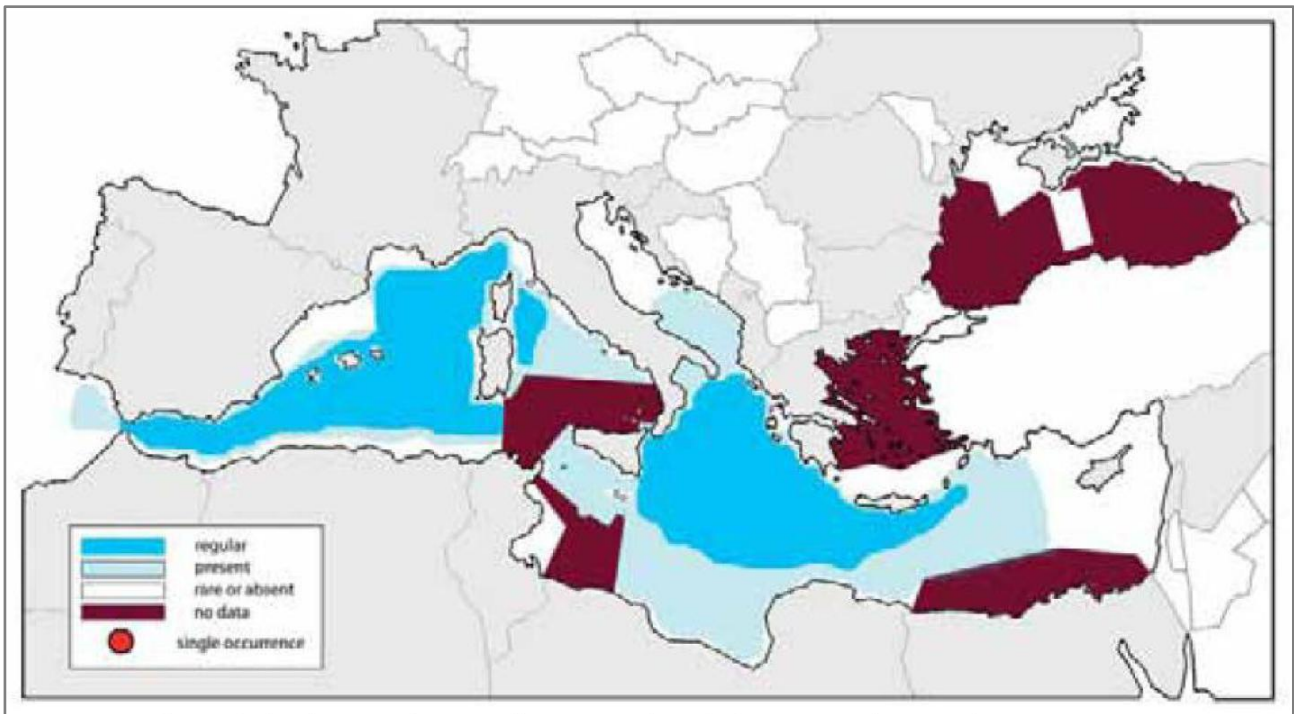 regular
present
rare or absent
no data
single occurrence